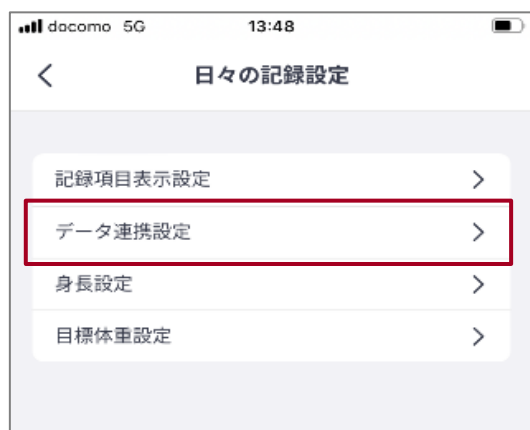 docomo 5G 13:48
日々の記録設定
記録項目表示設定
データ連携設定
身長設定
目標体重設定